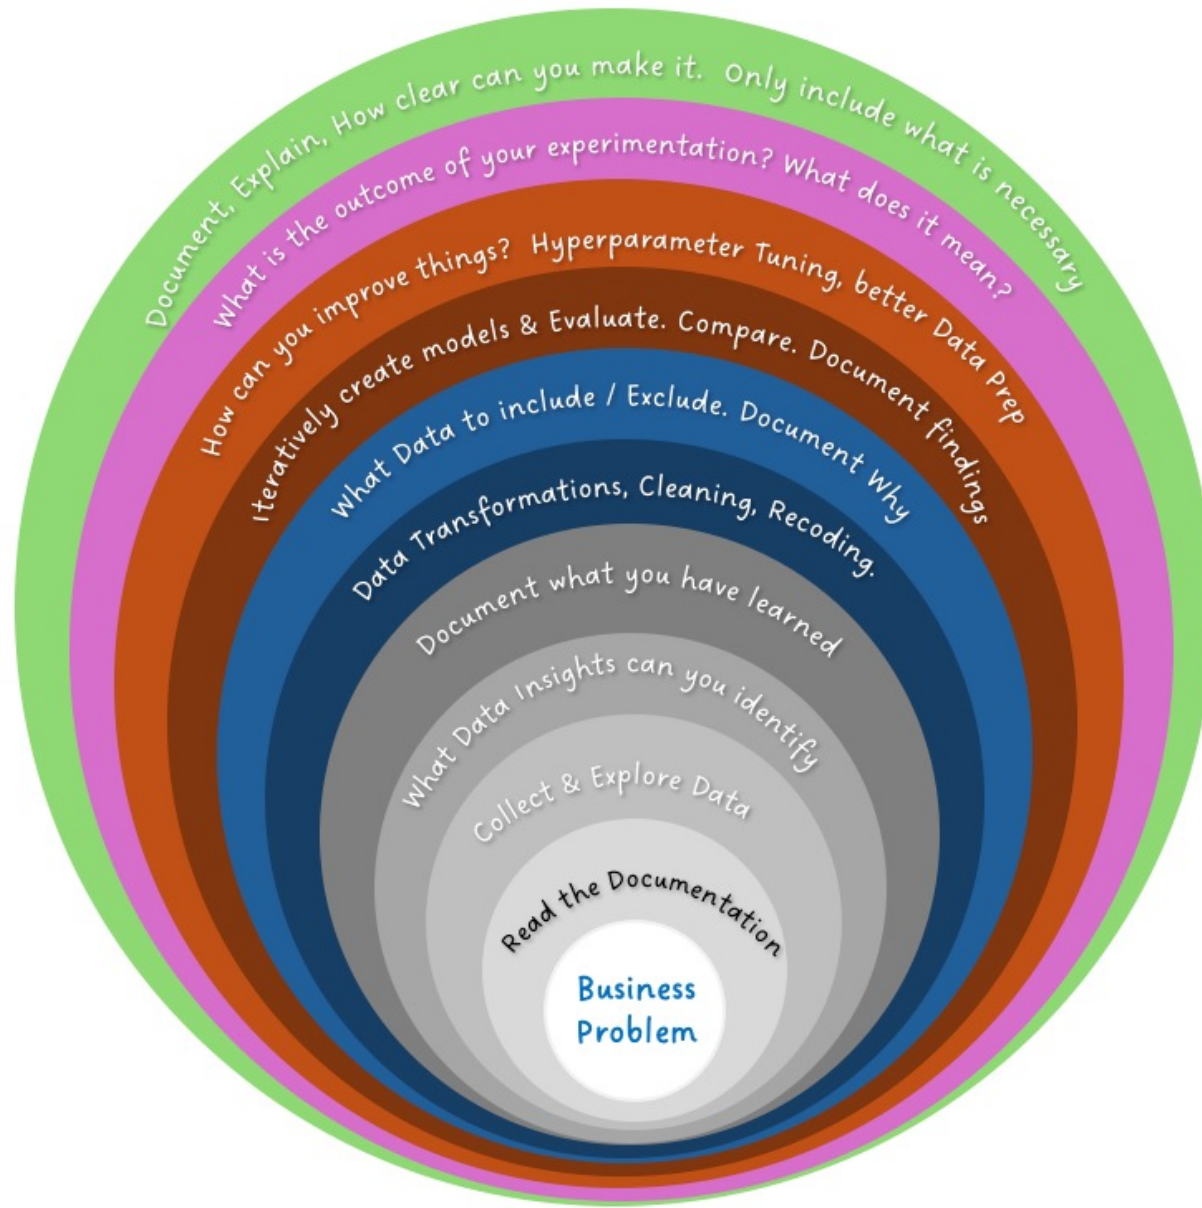 Document, Explain, How clear can you make it. Only include what is necessary
What is the outcome of your experimentation? What does it mean?
How can you improve things? Hyperparameter Tuning, better Data Prep
Iteratively create models & Evaluate. Compare. Document findings
What Data to include / Exclude. Document Why
Data Transformations, Cleaning, Recoding.
Document what you have learned
What Data Insights can you identify
Collect & Explore Data
Read the Documentation
Business
Problem